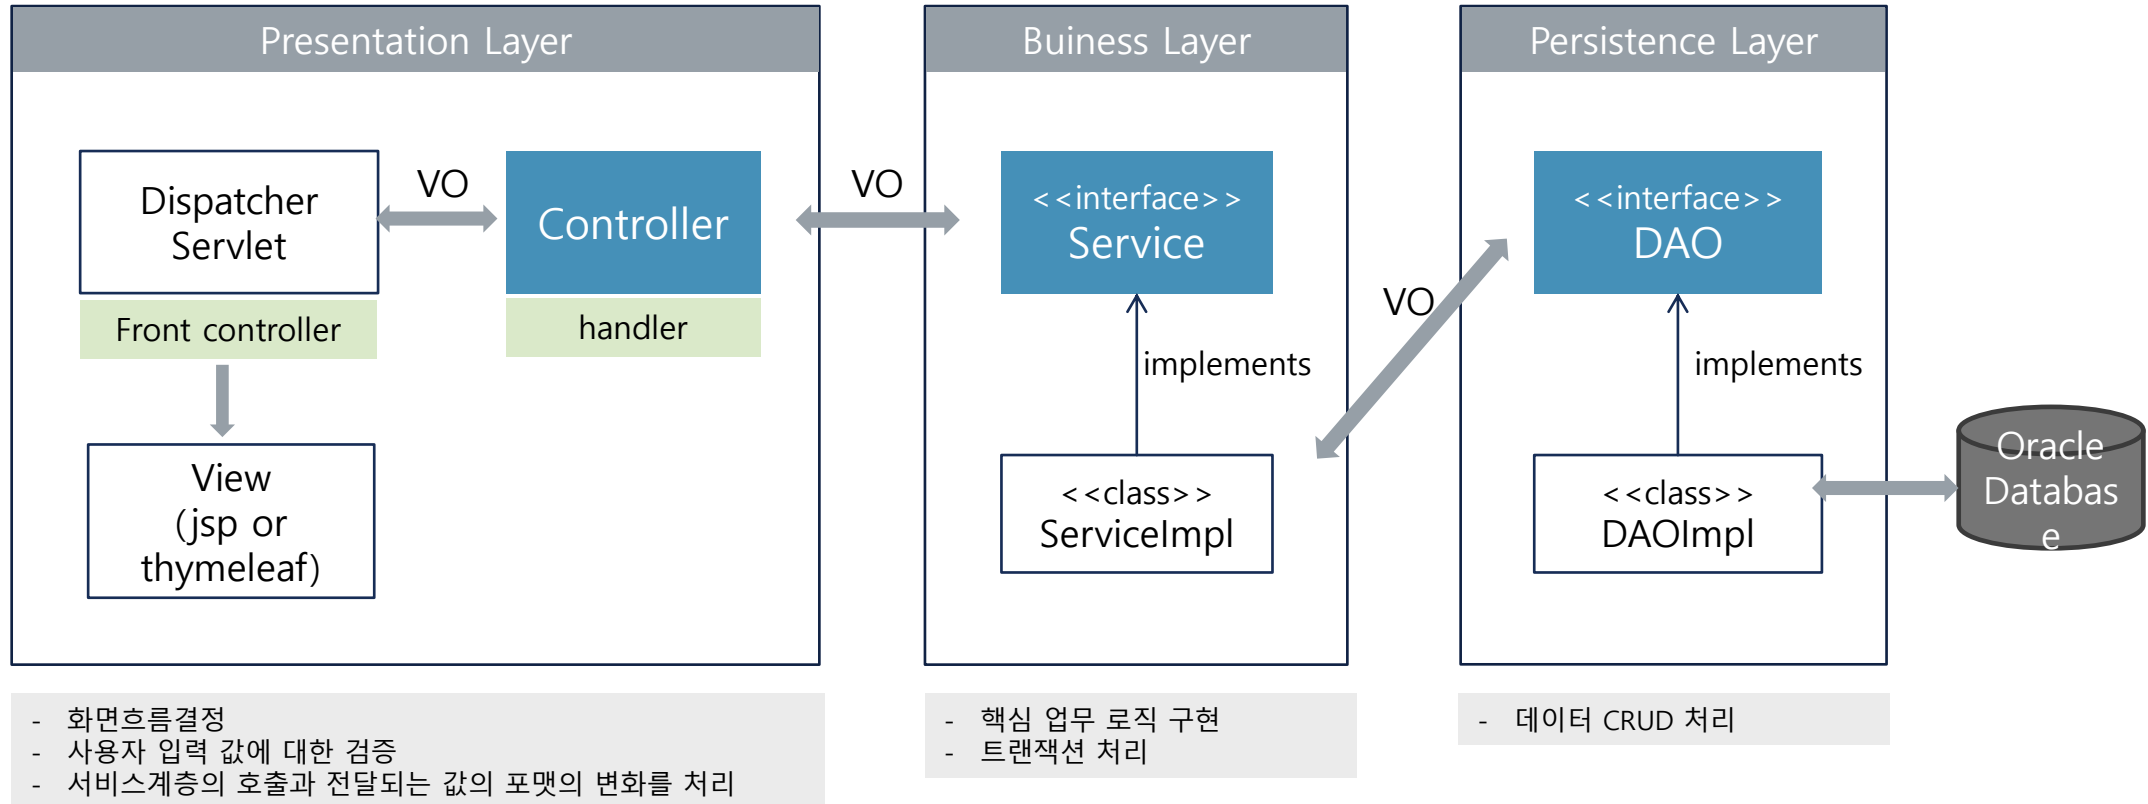 Presentation Layer
Dispatcher
Servlet
VO
Controller
Front controller
handler
View
(jsp or
thymeleaf)
VO
Buiness Layer
<<interface>>
Service
implements
<<class>>
ServiceImpl
VO
Persistence Layer
<<interface>>
DAO
implements
<<class>>
DAOImpl
Oracle
Databas
e
- 화면흐름결정
- 사용자 입력 값에 대한 검증
- 서비스계층의 호출과 전달되는 값의 포맷의 변화를 처리
- 핵심 업무 로직 구현
- 트랜잭션 처리
- 데이터 CRUD 처리